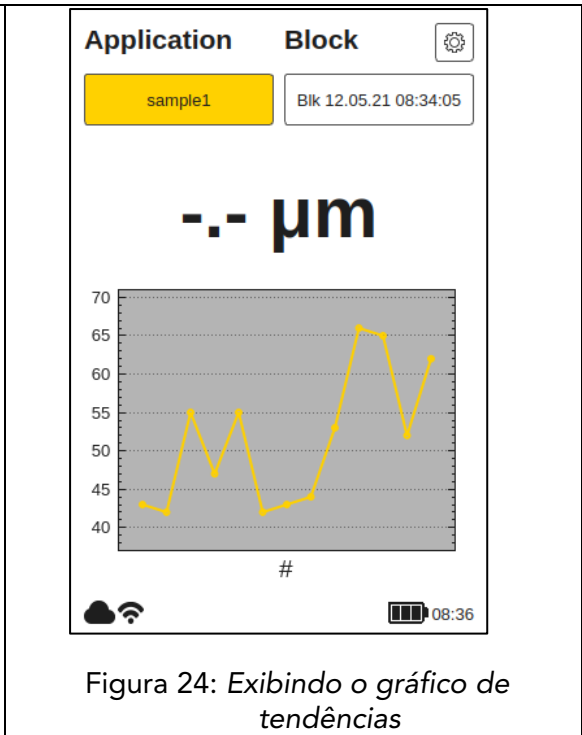 Application Block
sample1 Blk 12.05.21 08:34:05
-.- µm
70
65
60
55
50
45
40
#
08:36
Figura 24: Exibindo o gráfico de
tendências